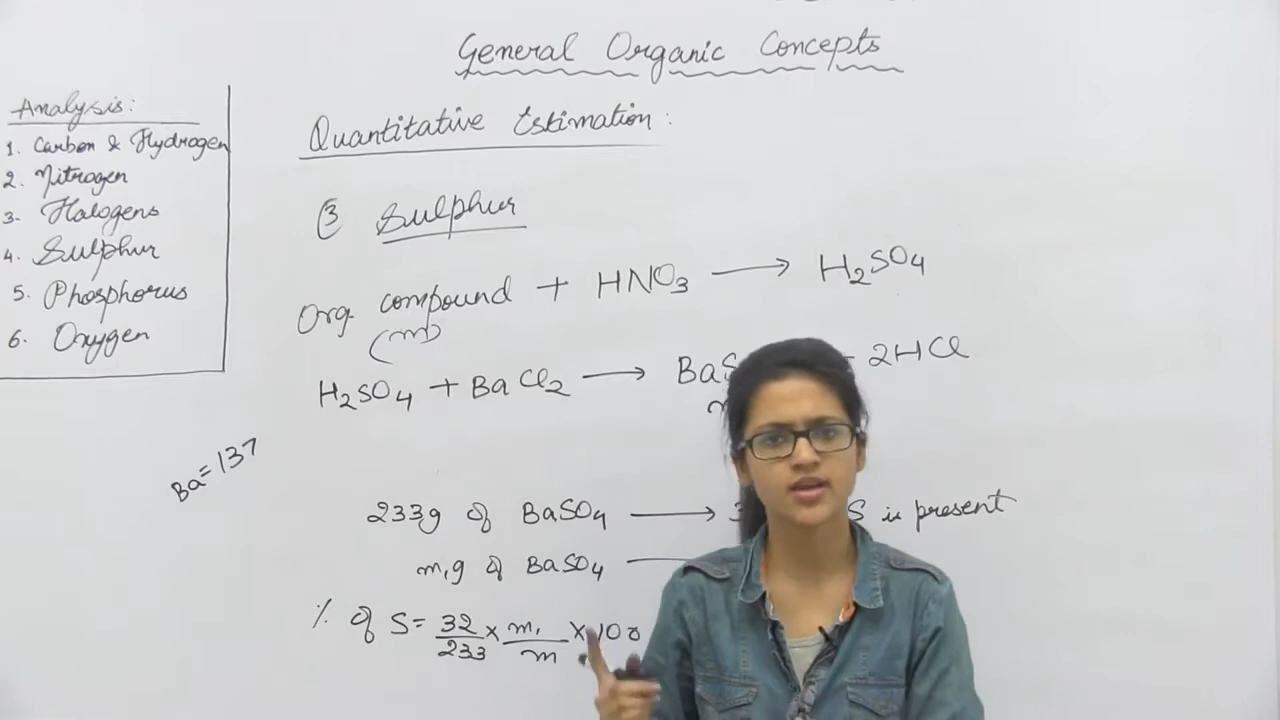 General Organic Concepts
Analysis:
1. Carbon & Hydrogen
2. Nitrogen
3. Halogens
4. Sulphur
5. Phosphorus
6. Oxygen
Quantitative Estimation:
③ Sulphur
Org. compound + HNO₃ ⟶ H₂SO₄
(m)
H₂SO₄ + BaCl₂ ⟶ BaS 2HCl
Ba = 137
233g of BaSO₄ ⟶ 3 S is present
m₁g of BaSO₄ —
% of S = 32/233 × m₁/m × 100